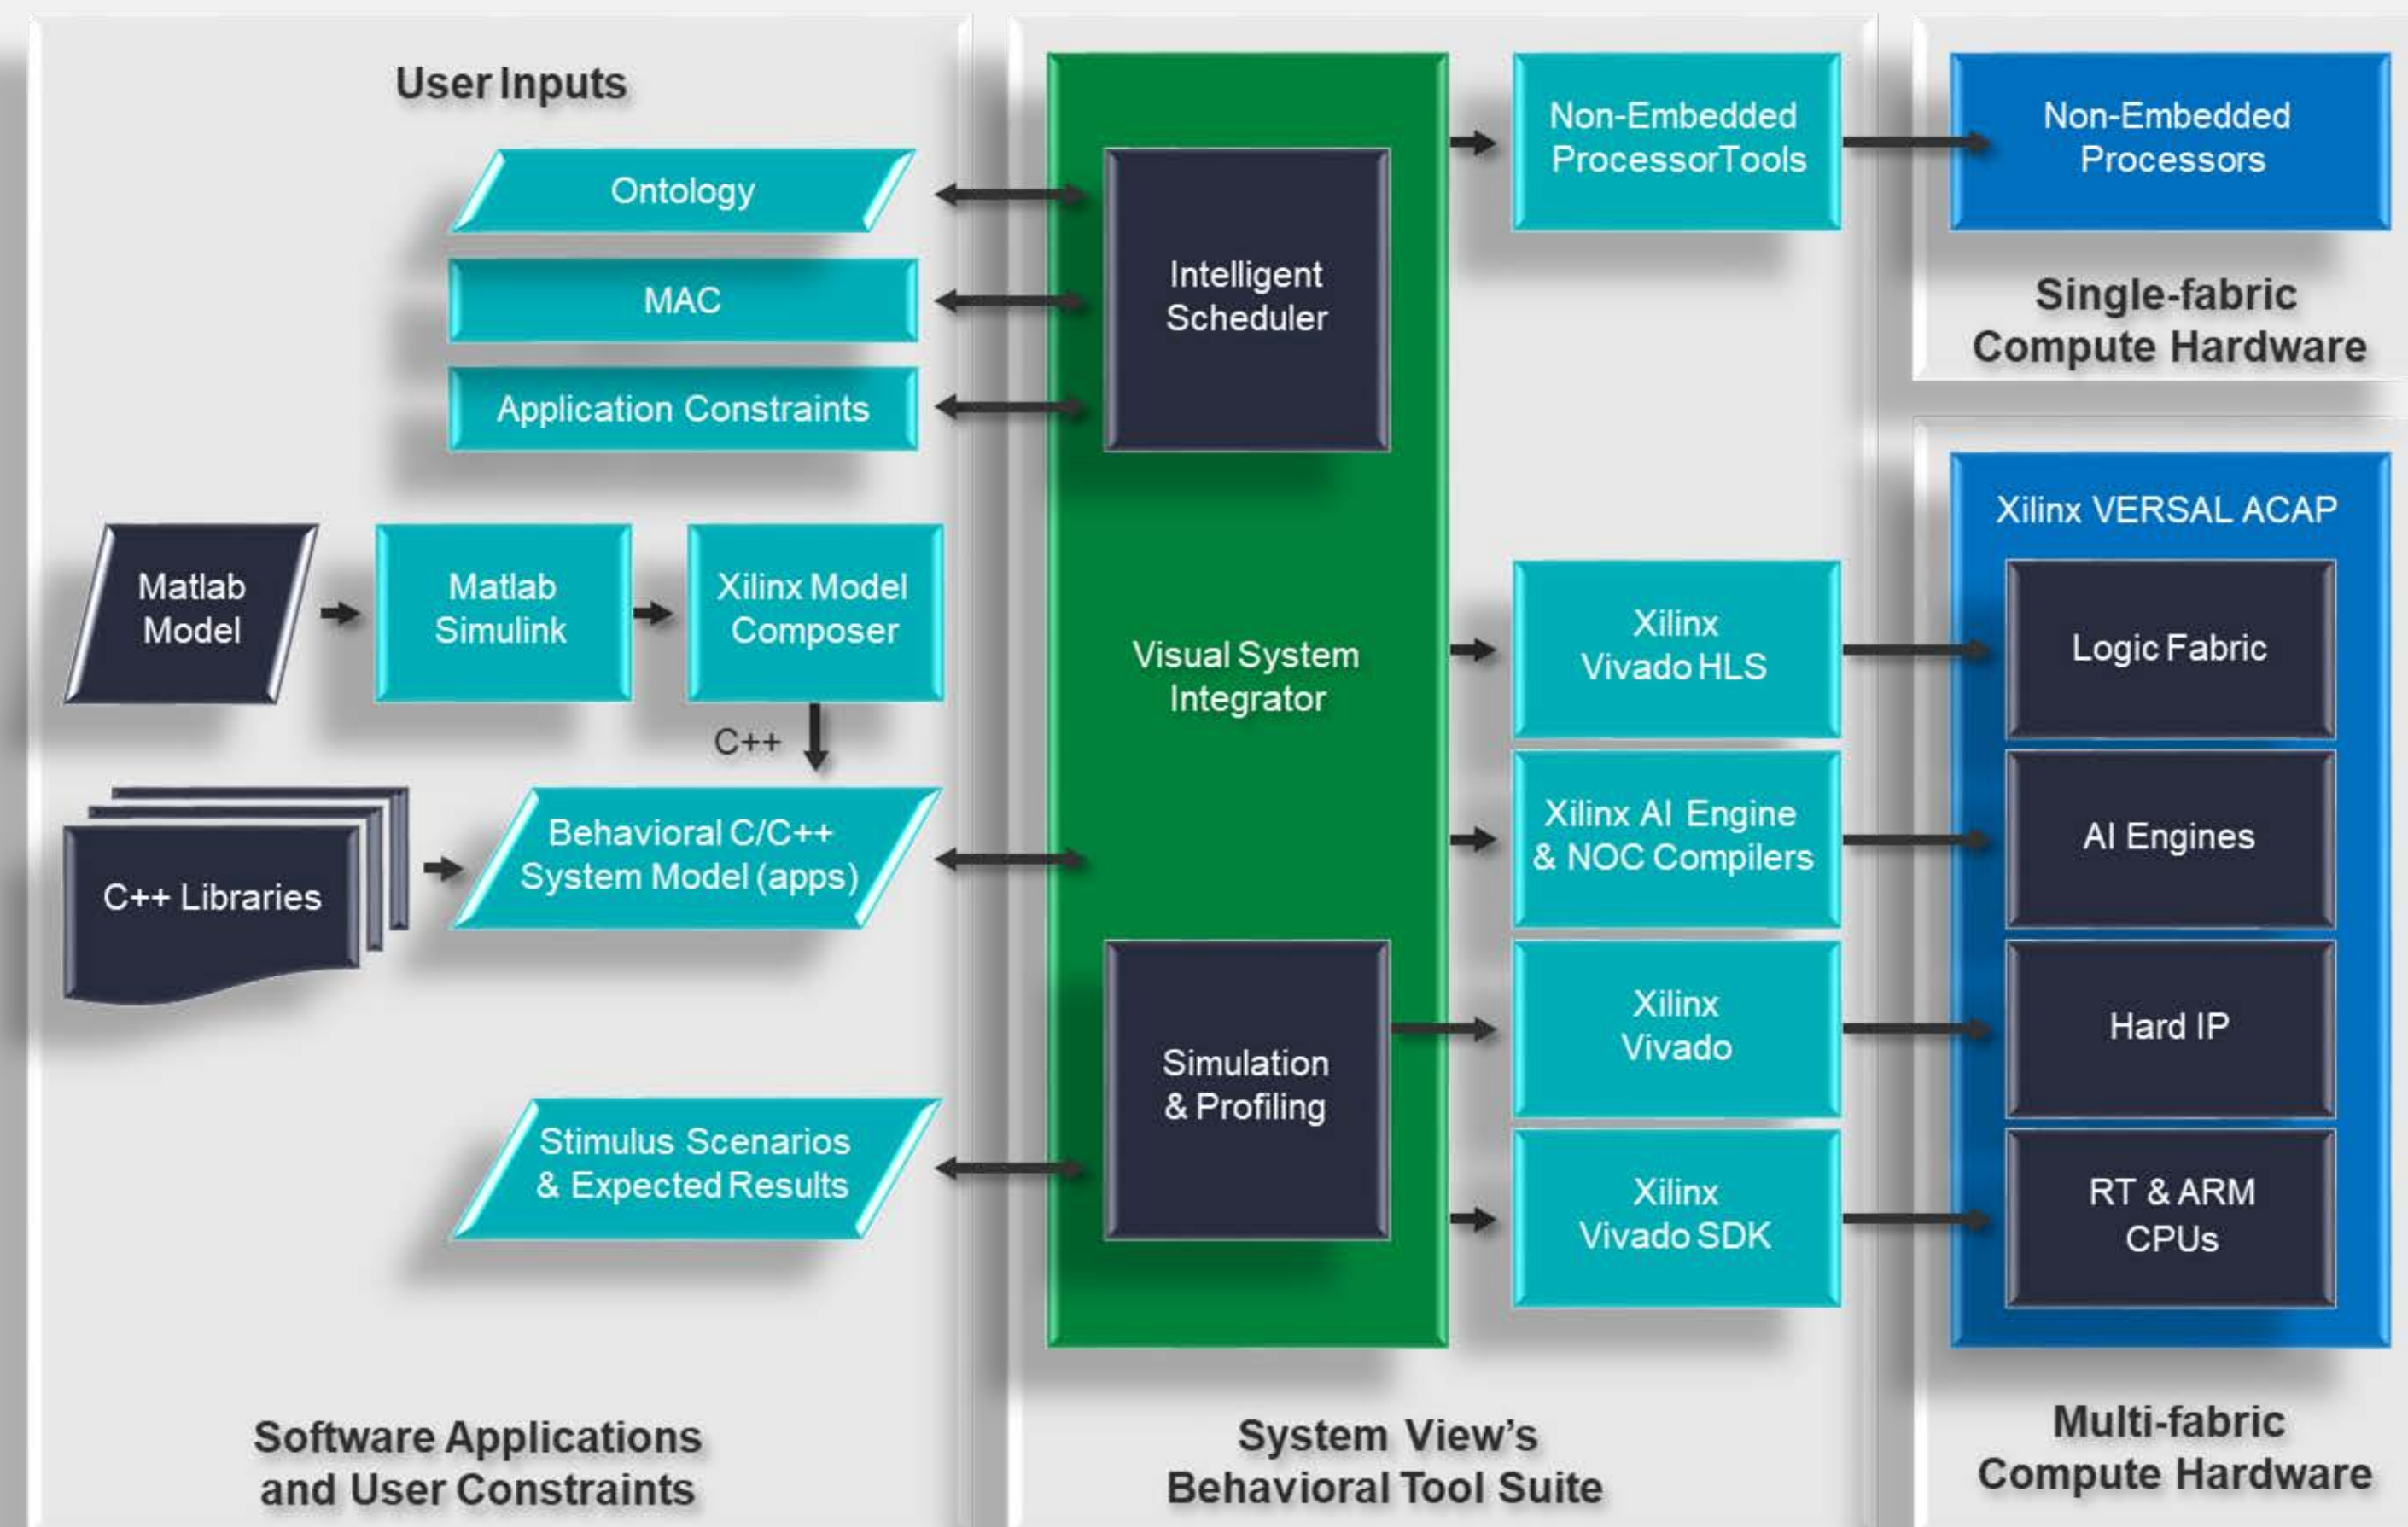 User Inputs
Ontology
MAC
Application Constraints
Matlab
Model
Matlab
Simulink
Xilinx Model
Composer
C++
C++ Libraries
Behavioral C/C++
System Model (apps)
Stimulus Scenarios
& Expected Results
Software Applications
and User Constraints
Intelligent
Scheduler
Visual System
Integrator
Simulation
& Profiling
Non-Embedded
ProcessorTools
Xilinx
Vivado HLS
Xilinx AI Engine
& NOC Compilers
Xilinx
Vivado
Xilinx
Vivado SDK
System View’s
Behavioral Tool Suite
Non-Embedded
Processors
Single-fabric
Compute Hardware
Xilinx VERSAL ACAP
Logic Fabric
AI Engines
Hard IP
RT & ARM
CPUs
Multi-fabric
Compute Hardware